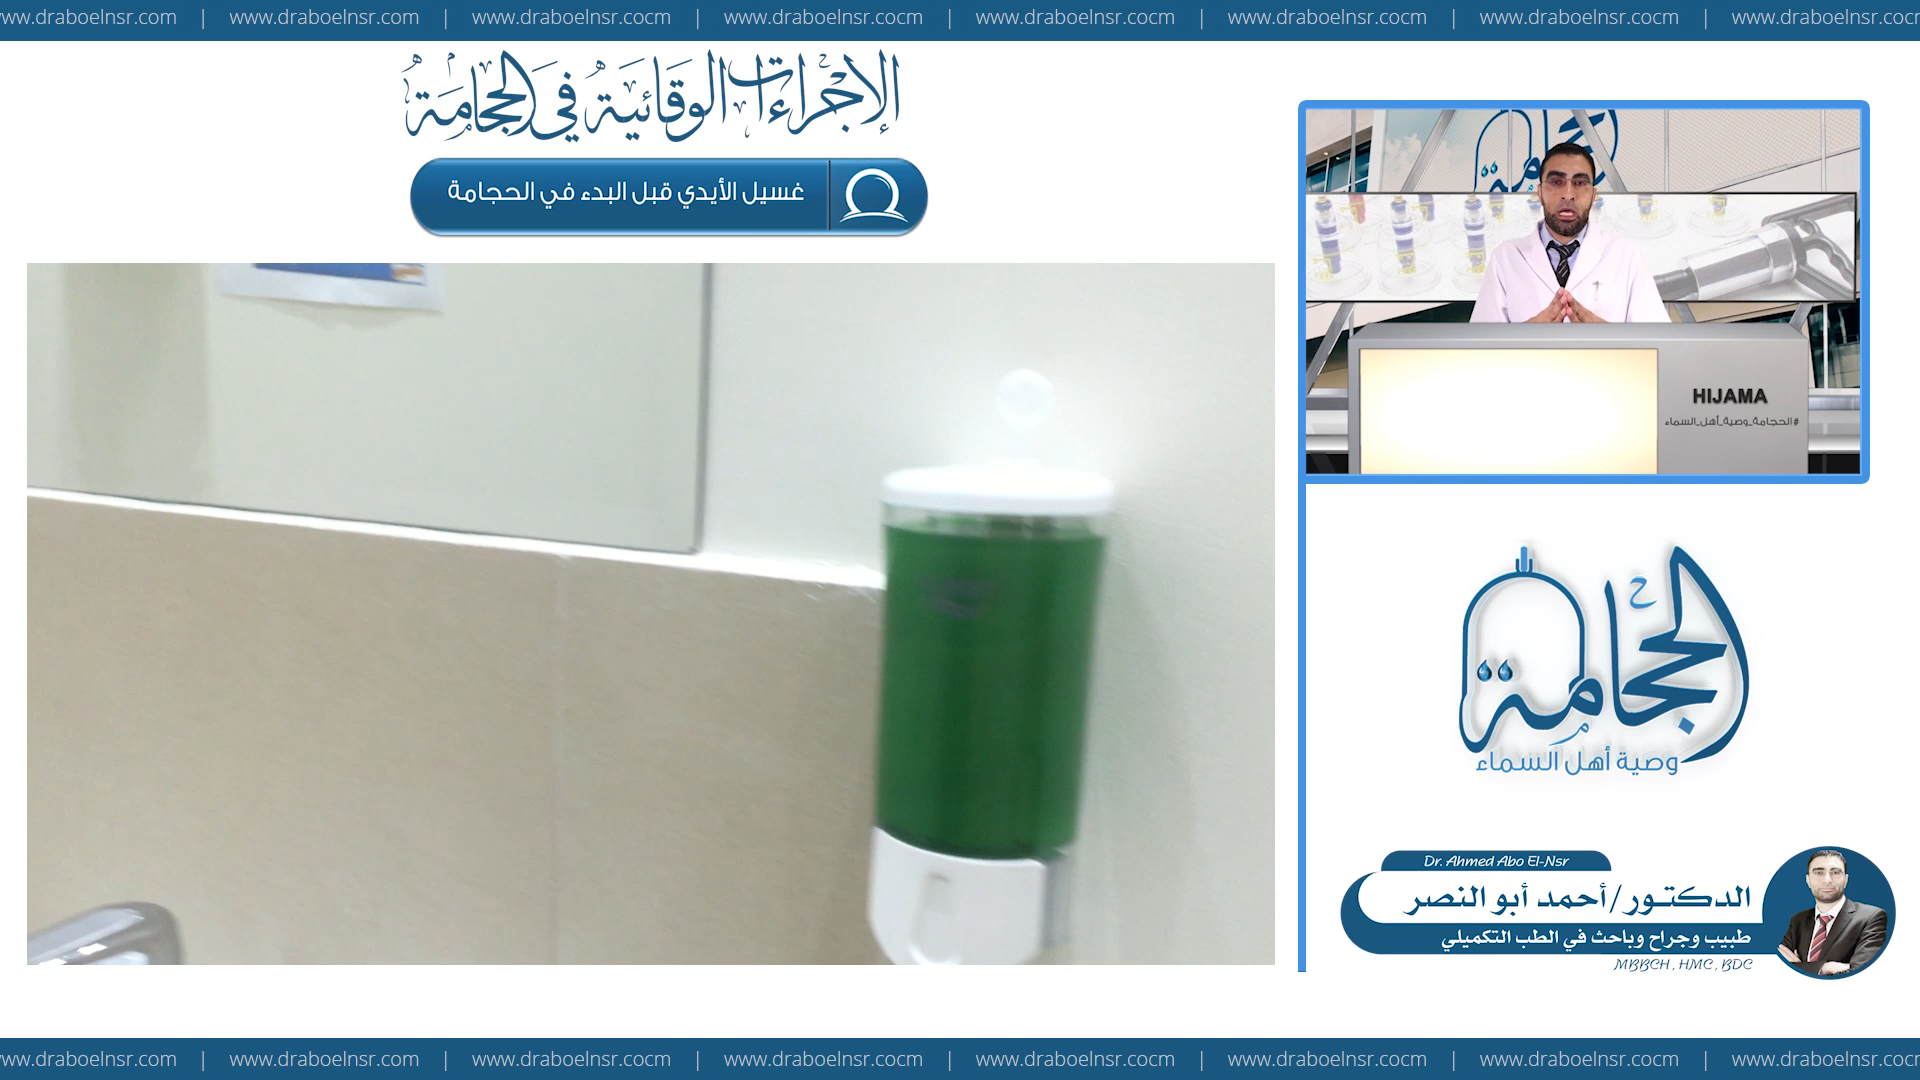 www.draboelnsr.com | www.draboelnsr.com | www.draboelnsr.cocm | www.draboelnsr.cocm | www.draboelnsr.cocm | www.draboelnsr.cocm | www.draboelnsr.cocm | www.draboelnsr.cocm
الإجراءات الوقائية في الحجامة
غسيل الأيدي قبل البدء في الحجامة
الحجامة
HIJAMA
#الحجامة_وصية_أهل_السماء
الحجامة
وصية أهل السماء
Dr. Ahmed Abo El-Nsr
الدكتور/أحمد أبو النصر
طبيب وجراح وباحث في الطب التكميلي
MBBCH , HMC , BDC
www.draboelnsr.com | www.draboelnsr.com | www.draboelnsr.cocm | www.draboelnsr.cocm | www.draboelnsr.cocm | www.draboelnsr.cocm | www.draboelnsr.cocm | www.draboelnsr.cocm